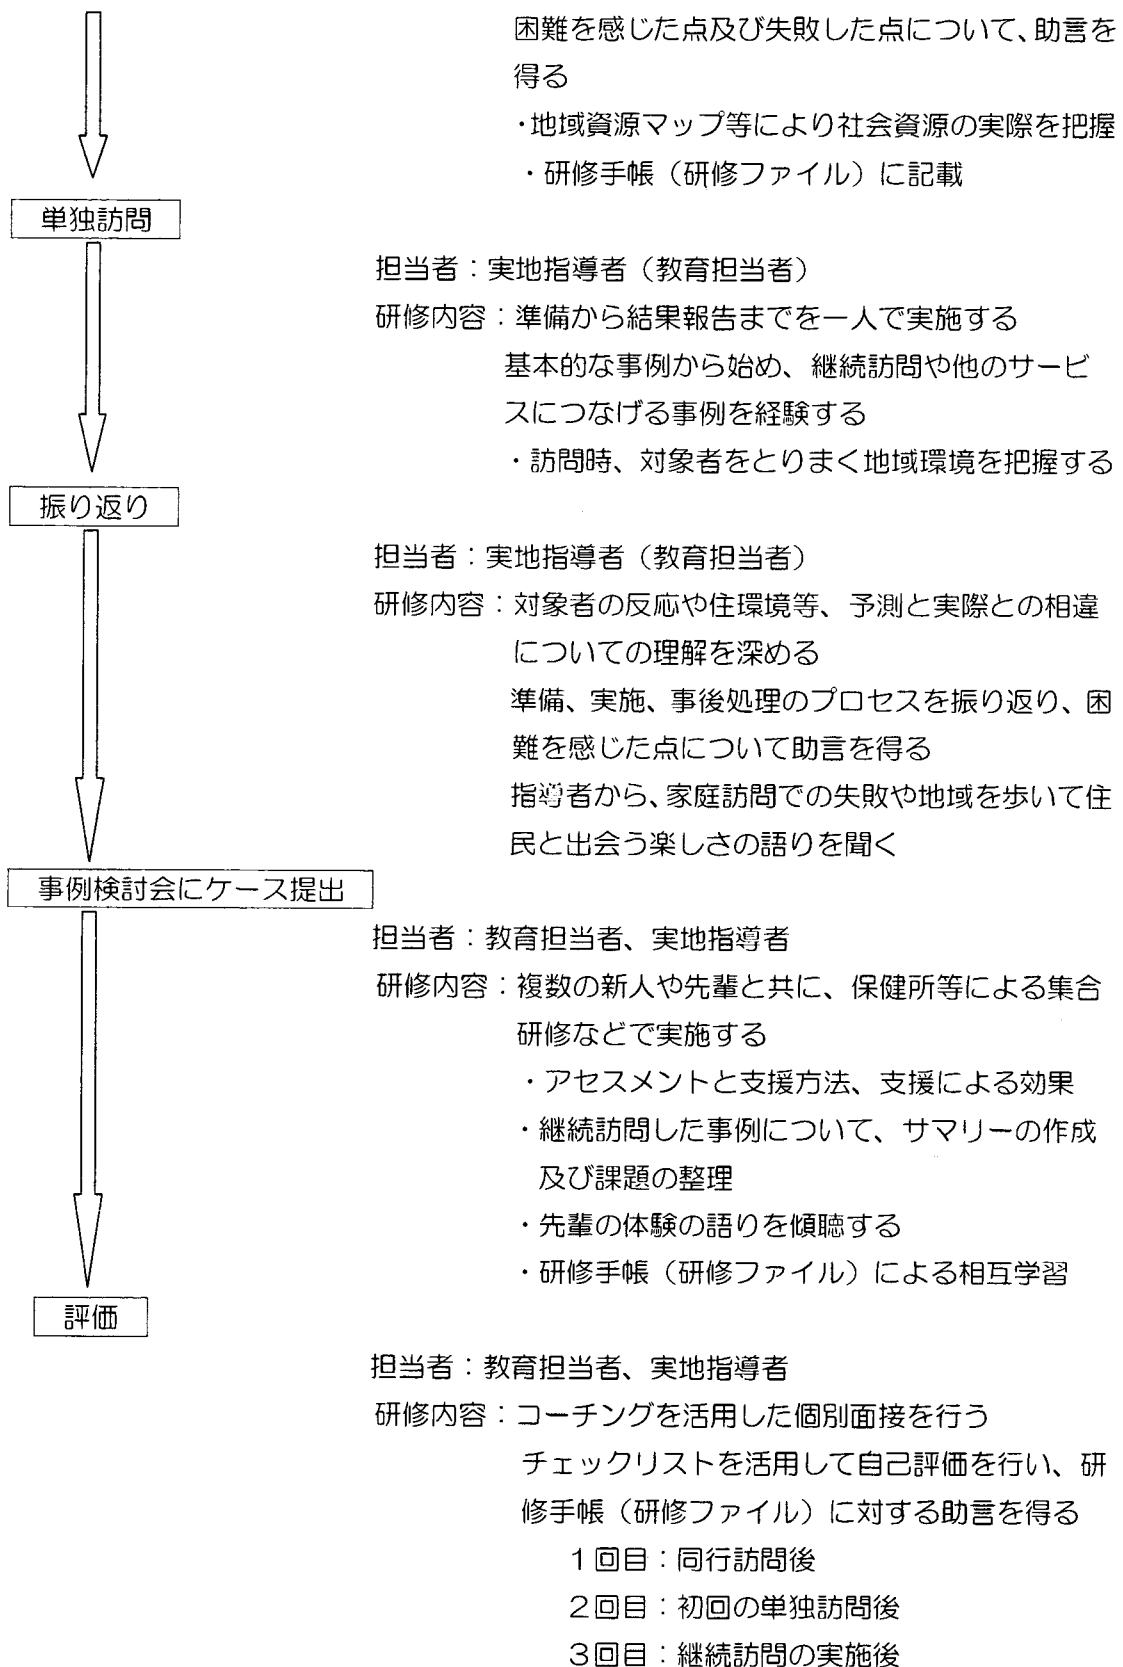 困難を感じた点及び失敗した点について、助言を
得る
・地域資源マップ等により社会資源の実際を把握
・研修手帳（研修ファイル）に記載
単独訪問
担当者：実地指導者（教育担当者）
研修内容：準備から結果報告までを一人で実施する
基本的な事例から始め、継続訪問や他のサービ
スにつなげる事例を経験する
・訪問時、対象者をとりまく地域環境を把握する
振り返り
担当者：実地指導者（教育担当者）
研修内容：対象者の反応や住環境等、予測と実際との相違
についての理解を深める
準備、実施、事後処理のプロセスを振り返り、困
難を感じた点について助言を得る
指導者から、家庭訪問での失敗や地域を歩いて住
民と出会う楽しさの語りを聞く
事例検討会にケース提出
担当者：教育担当者、実地指導者
研修内容：複数の新人や先輩と共に、保健所等による集合
研修などで実施する
・アセスメントと支援方法、支援による効果
・継続訪問した事例について、サマリーの作成
及び課題の整理
・先輩の体験の語りを傾聴する
・研修手帳（研修ファイル）による相互学習
評価
担当者：教育担当者、実地指導者
研修内容：コーチングを活用した個別面接を行う
チェックリストを活用して自己評価を行い、研
修手帳（研修ファイル）に対する助言を得る
１回目：同行訪問後
２回目：初回の単独訪問後
３回目：継続訪問の実施後